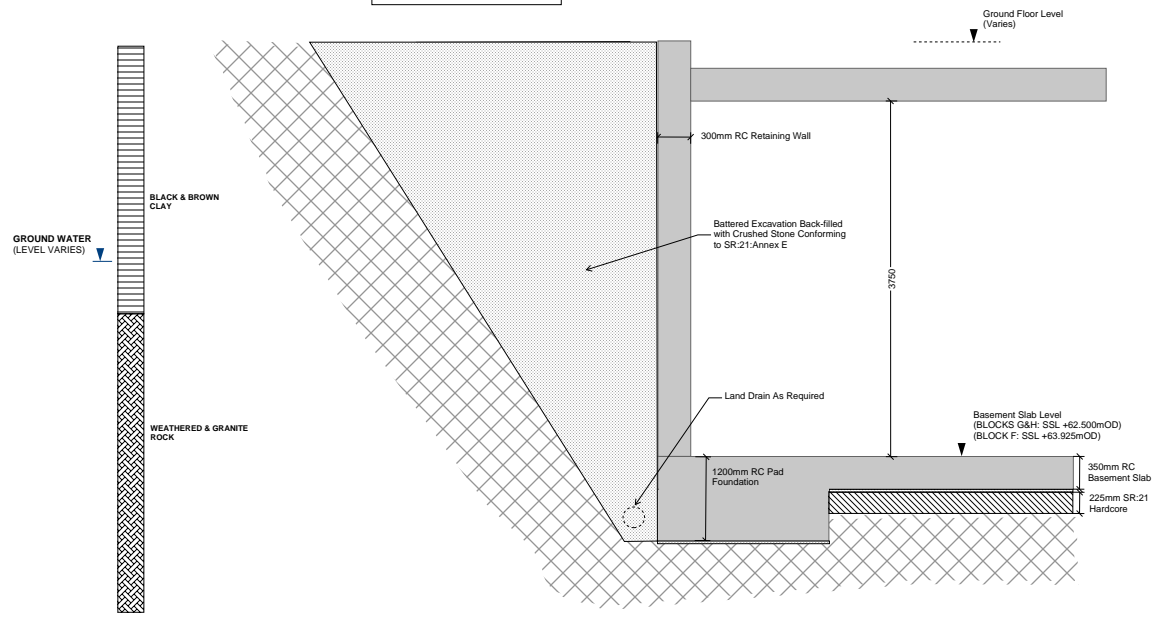 Ground Floor Level
(Varies)
300mm RC Retaining Wall
BLACK & BROWN
CLAY
GROUND WATER
(LEVEL VARIES)
Battered Excavation Back-filled
with Crushed Stone Conforming
to SR:21:Annex E
3750
Land Drain As Required
WEATHERED & GRANITE
ROCK
Basement Slab Level
(BLOCKS G&H: SSL +62.500mOD)
(BLOCK F: SSL +63.925mOD)
1200mm RC Pad
Foundation
350mm RC
Basement Slab
225mm SR:21
Hardcore